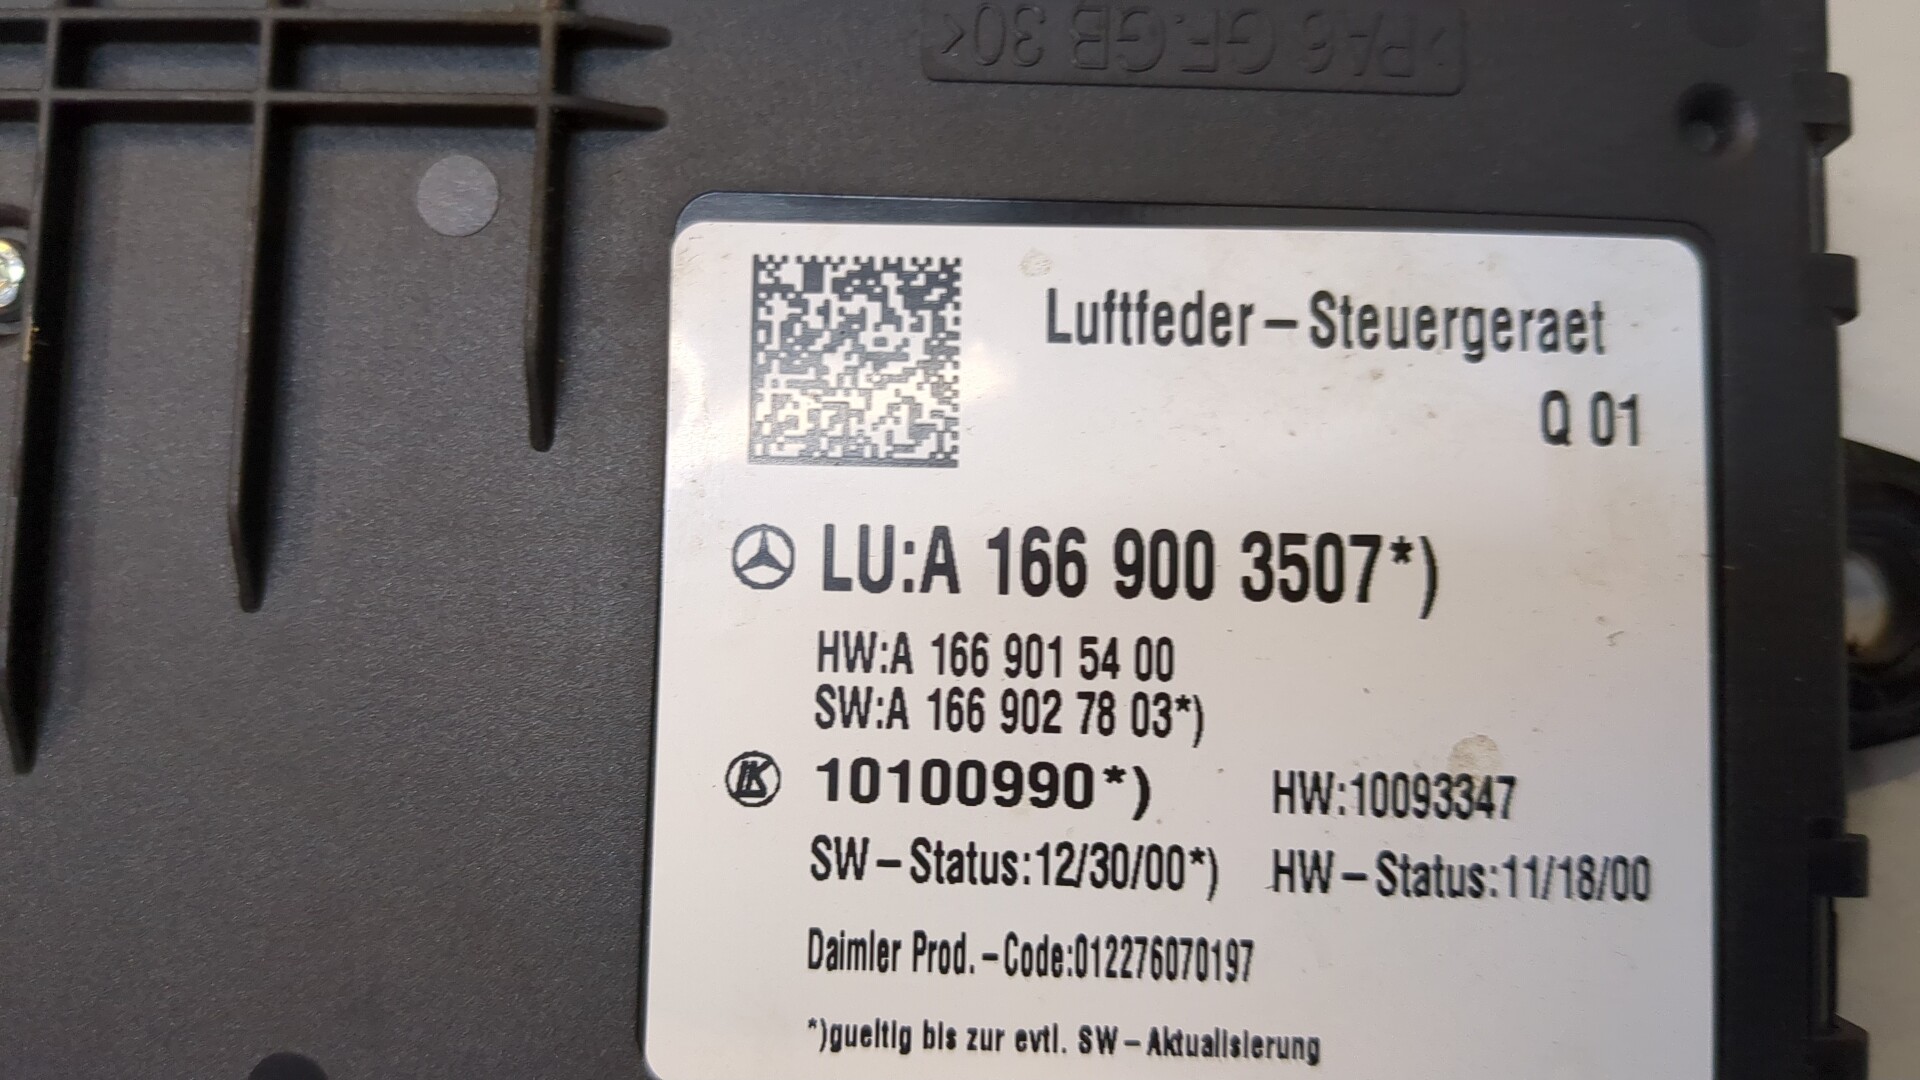 >PA6 GF.GB 30<
Luftfeder-Steuergeraet
Q 01
LU:A 166 900 3507*)
HW:A 166 901 54 00
SW:A 166 902 78 03*)
LK 10100990*) HW:10093347
SW-Status:12/30/00*) HW-Status:11/18/00
Daimler Prod.-Code:012276070197
*)gueltig bis zur evtl. SW-Aktualisierung